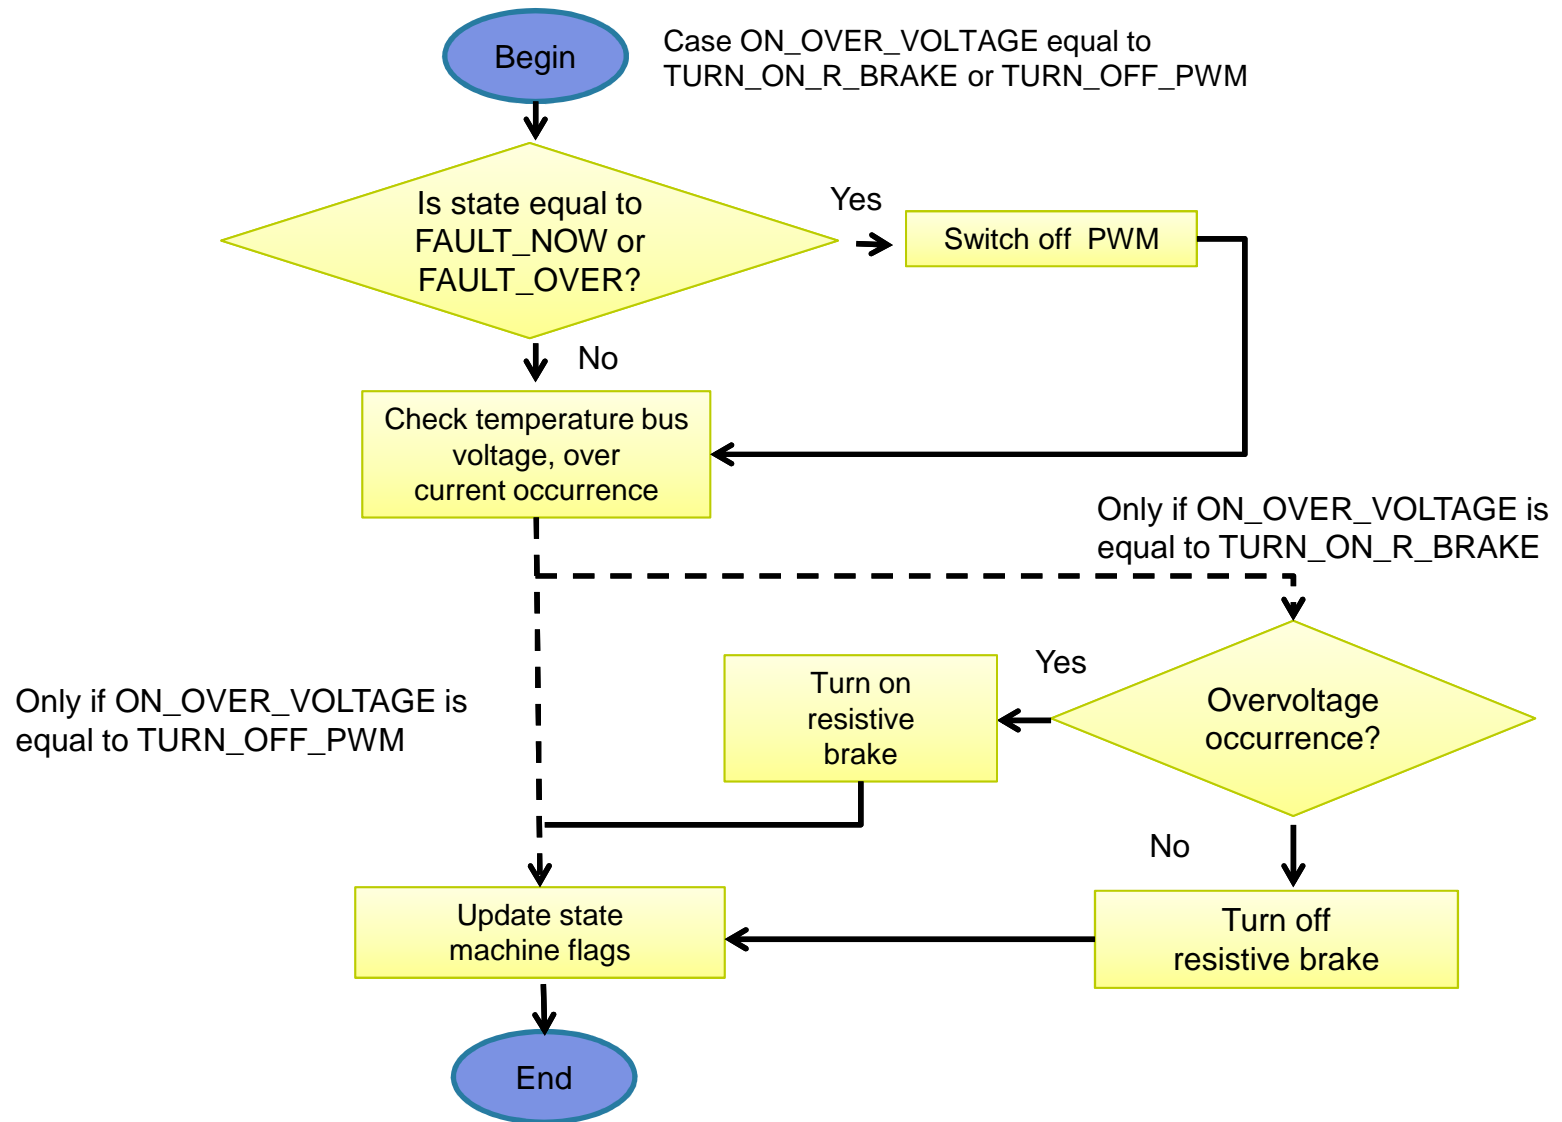 Begin
Case ON_OVER_VOLTAGE equal to
TURN_ON_R_BRAKE or TURN_OFF_PWM
Is state equal to
FAULT_NOW or
FAULT_OVER?
Yes
Switch off PWM
No
Check temperature bus
voltage, over
current occurrence
Only if ON_OVER_VOLTAGE is
equal to TURN_ON_R_BRAKE
Only if ON_OVER_VOLTAGE is
equal to TURN_OFF_PWM
Turn on
resistive
brake
Yes
Overvoltage
occurrence?
No
Update state
machine flags
Turn off
resistive brake
End